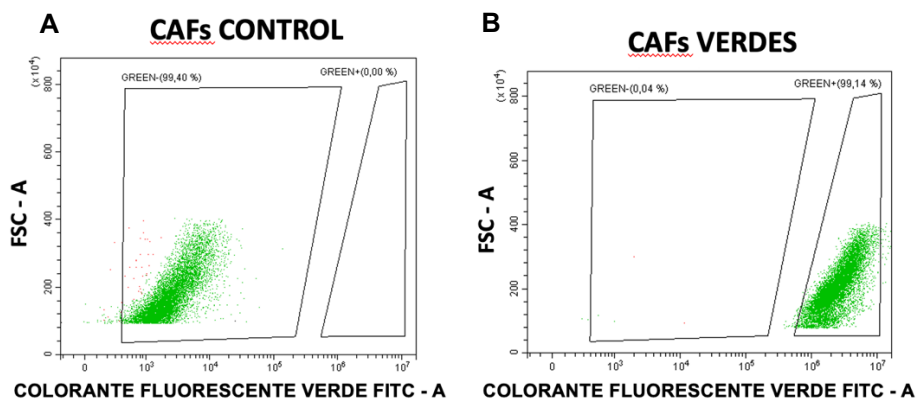 A
CAFs CONTROL
GREEN-(99,40 %)
GREEN+(0,00 %)
(x 10⁴)
800
600
400
200
0
FSC - A
0
10³
10⁴
10⁵
10⁶
10⁷
COLORANTE FLUORESCENTE VERDE FITC - A
B
CAFs VERDES
GREEN-(0,04 %)
GREEN+(99,14 %)
(x 10⁴)
800
600
400
200
0
FSC - A
0
10³
10⁴
10⁵
10⁶
10⁷
COLORANTE FLUORESCENTE VERDE FITC - A